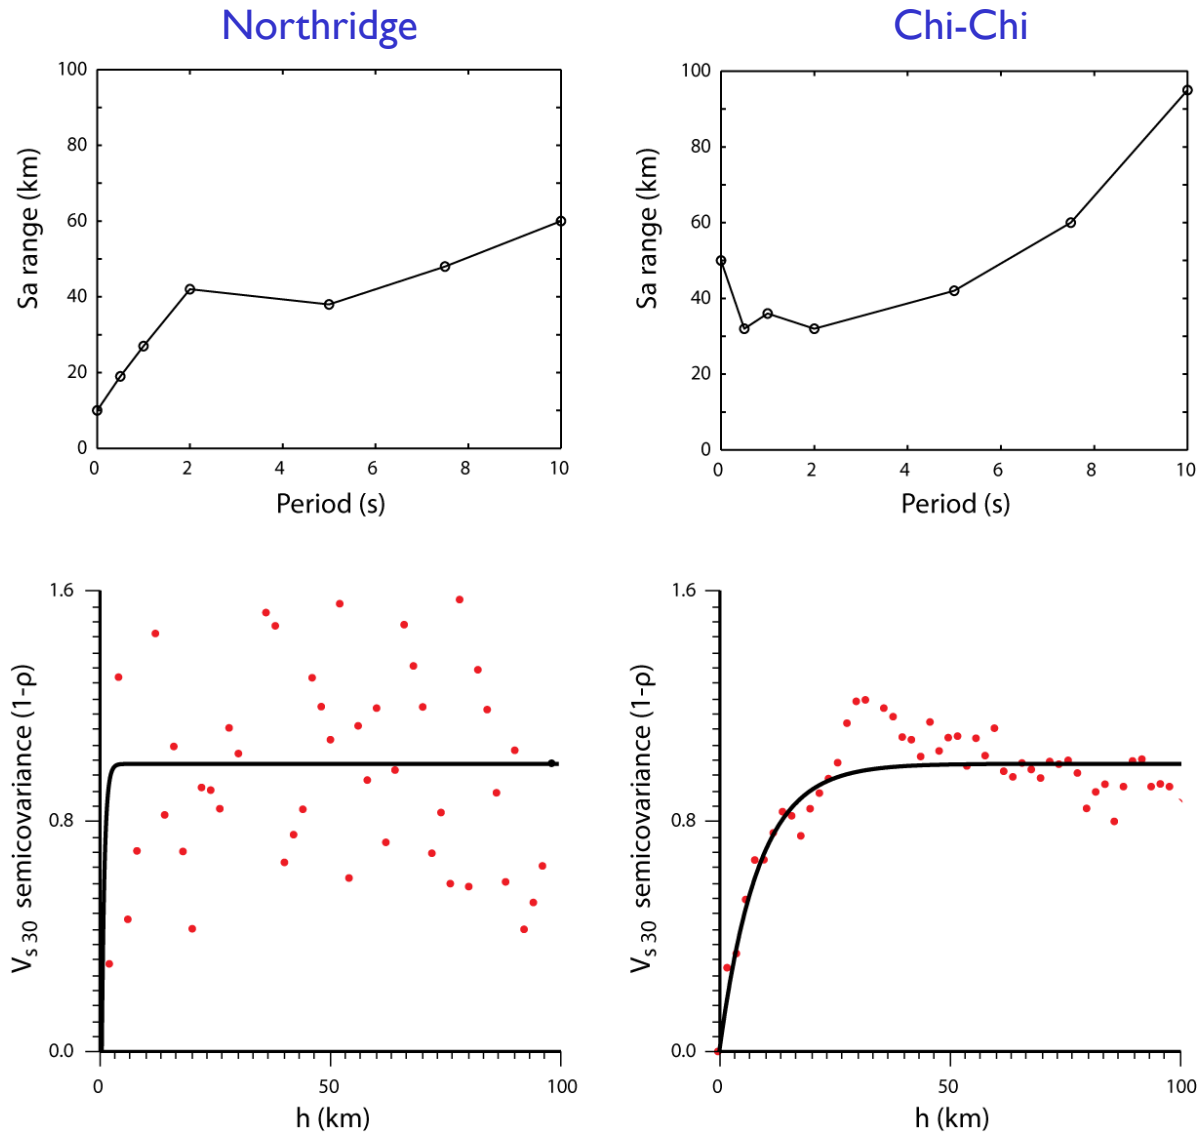 Northridge
Chi-Chi
100
80
60
40
20
0
Sa range (km)
0 2 4 6 8 10
Period (s)
100
80
60
40
20
0
Sa range (km)
0 2 4 6 8 10
Period (s)
1.6
0.8
0.0
Vs 30 semicovariance (1-ρ)
0 50 100
h (km)
1.6
0.8
0.0
Vs 30 semicovariance (1-ρ)
0 50 100
h (km)